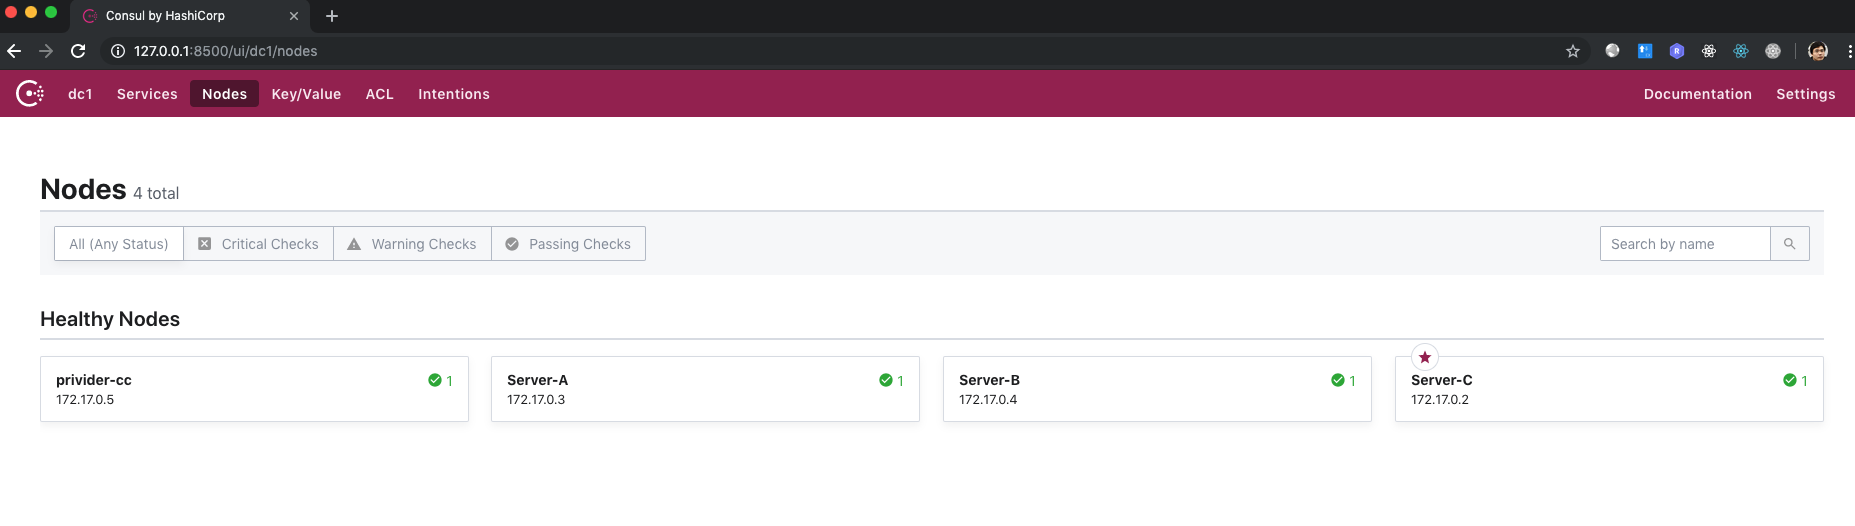 Consul by HashiCorp
127.0.0.1:8500/ui/dc1/nodes
dc1 Services Nodes Key/Value ACL Intentions Documentation Settings
Nodes 4 total
All (Any Status) Critical Checks Warning Checks Passing Checks Search by name
Healthy Nodes
privider-cc 1 Server-A 1 Server-B 1 Server-C 1
172.17.0.5 172.17.0.3 172.17.0.4 172.17.0.2